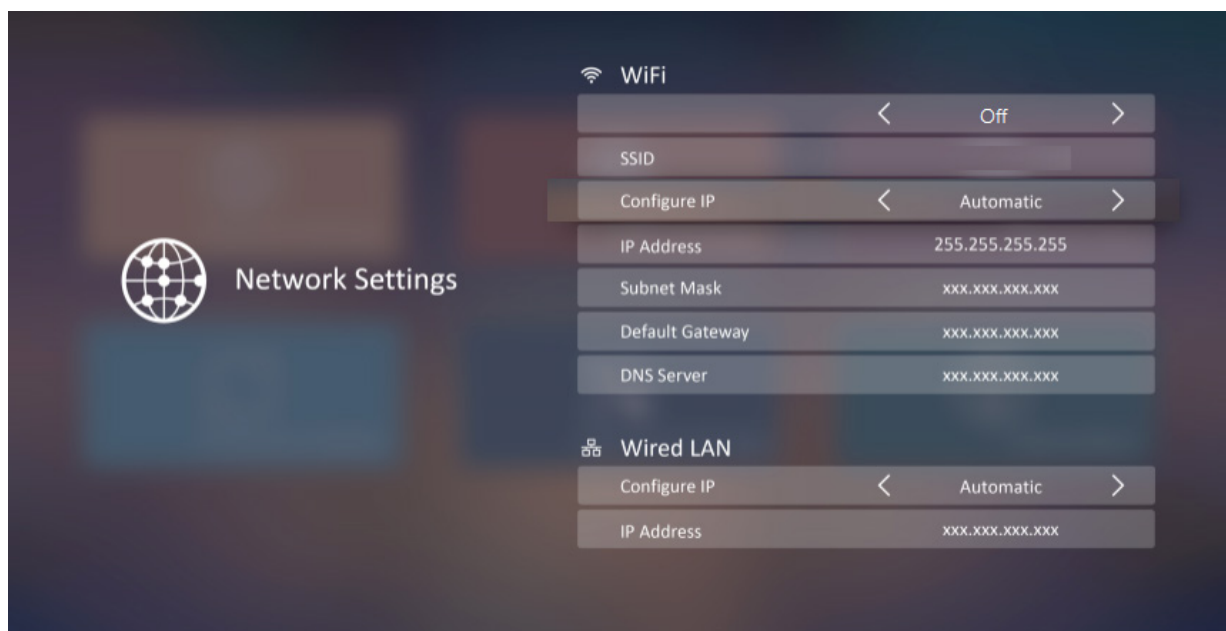 Network Settings
WiFi
Off
SSID
Configure IP Automatic
IP Address 255.255.255.255
Subnet Mask xxx.xxx.xxx.xxx
Default Gateway xxx.xxx.xxx.xxx
DNS Server xxx.xxx.xxx.xxx
Wired LAN
Configure IP Automatic
IP Address xxx.xxx.xxx.xxx